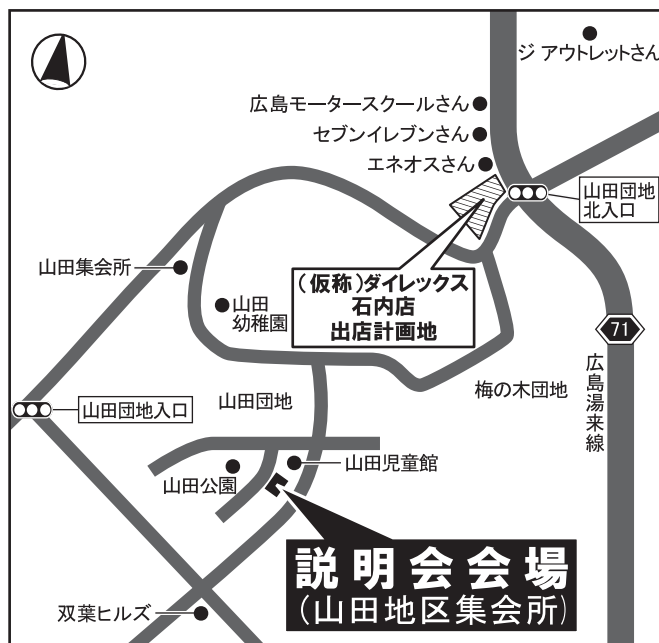 ジ アウトレットさん
広島モータースクールさん
セブンイレブンさん
エネオスさん
山田団地
北入口
山田集会所
山田
幼稚園
(仮称)ダイレックス
石内店
出店計画地
71
広島湯来線
梅の木団地
山田団地
山田団地入口
山田児童館
山田公園
説明会会場
(山田地区集会所)
双葉ヒルズ